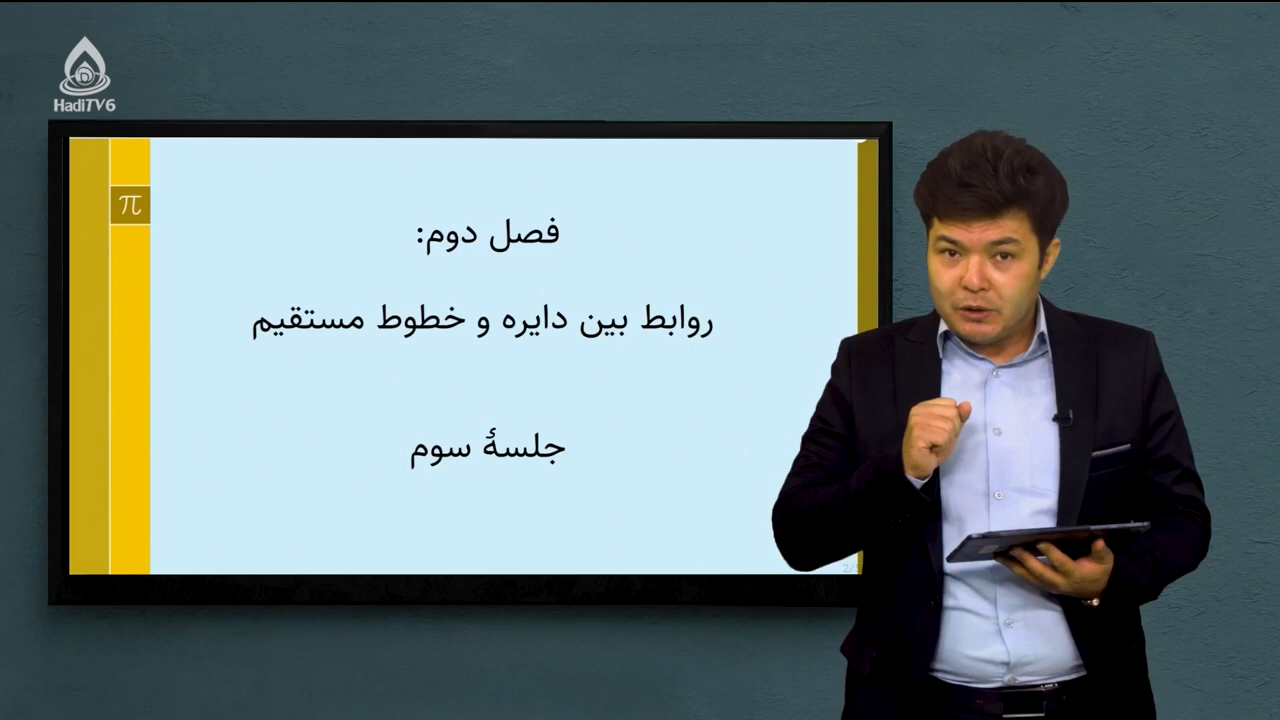 HadiTV6
π
فصل دوم:
روابط بین دایره و خطوط مستقیم
جلسهٔ سوم